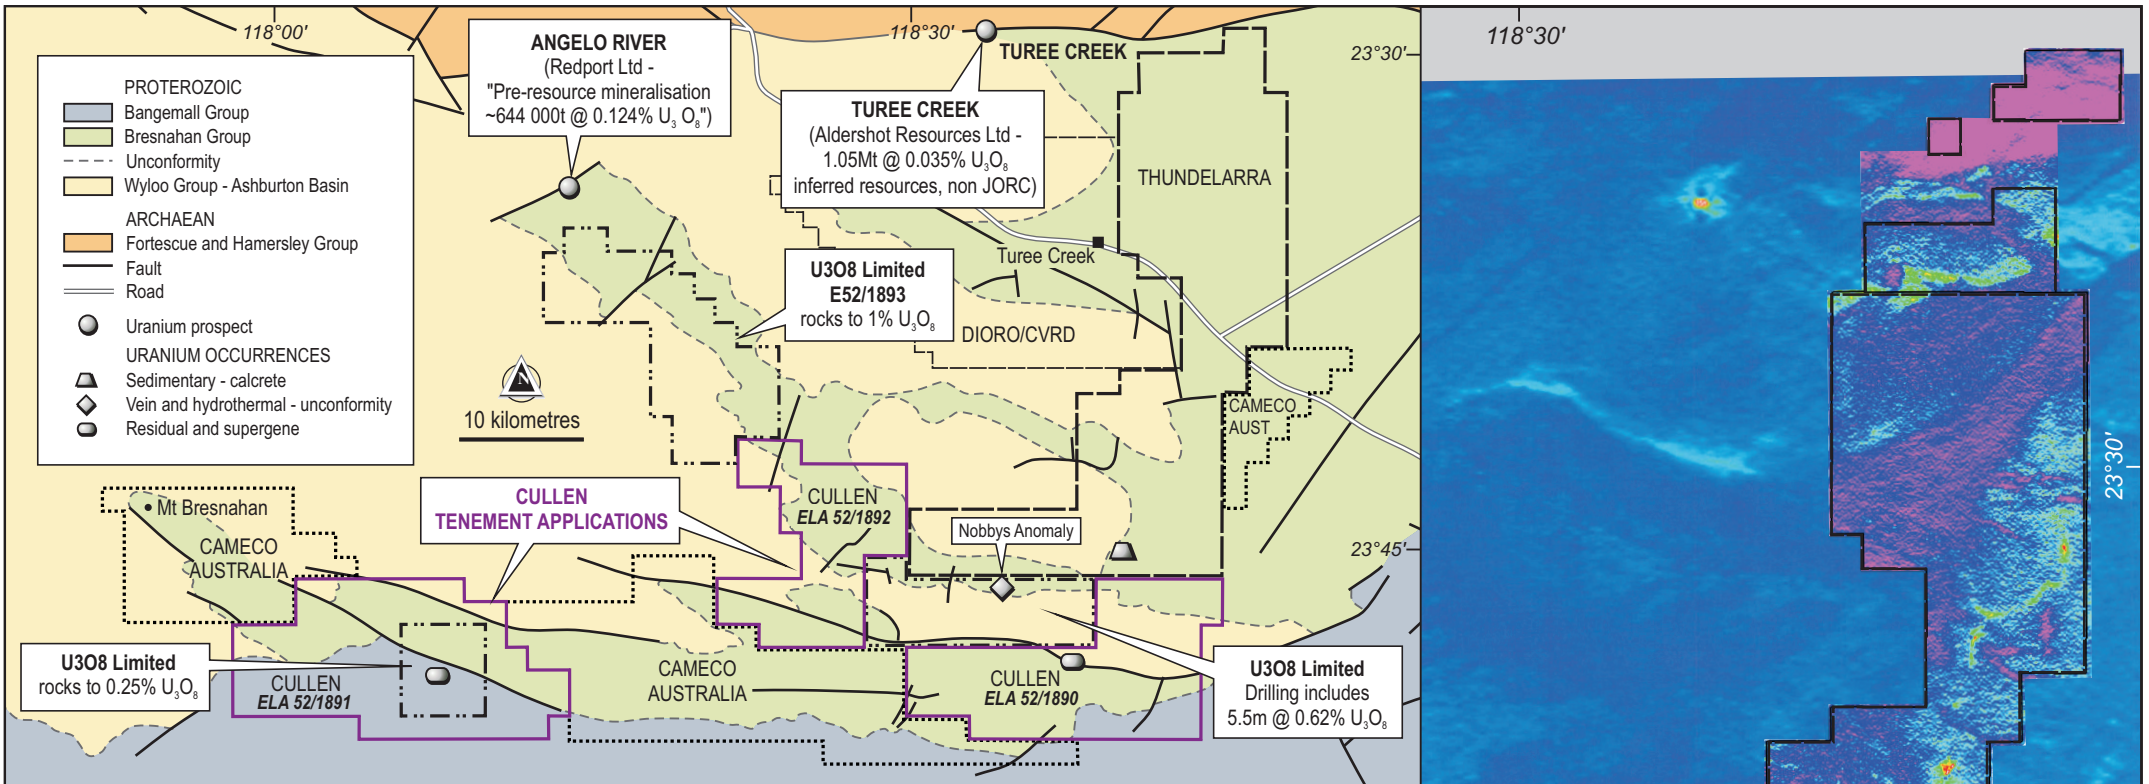 118°00'
118°30'
23°30'
118°30'
PROTEROZOIC
Bangemall Group
Bresnahan Group
Unconformity
Wyloo Group - Ashburton Basin
ARCHAEAN
Fortescue and Hamersley Group
Fault
Road
Uranium prospect
URANIUM OCCURRENCES
Sedimentary - calcrete
Vein and hydrothermal - unconformity
Residual and supergene
ANGELO RIVER
(Redport Ltd -
"Pre-resource mineralisation
~644 000t @ 0.124% U₃ O₈")
TUREE CREEK
TUREE CREEK
(Aldershot Resources Ltd -
1.05Mt @ 0.035% U₃O₈
inferred resources, non JORC)
THUNDELARRA
Turee Creek
U3O8 Limited
E52/1893
rocks to 1% U₃O₈
DIORO/CVRD
N
10 kilometres
CAMECO
AUST
CULLEN
TENEMENT APPLICATIONS
CULLEN
ELA 52/1892
Nobbys Anomaly
23°45'
23°30'
Mt Bresnahan
CAMECO
AUSTRALIA
U3O8 Limited
rocks to 0.25% U₃O₈
CULLEN
ELA 52/1891
CAMECO
AUSTRALIA
CULLEN
ELA 52/1890
U3O8 Limited
Drilling includes
5.5m @ 0.62% U₃O₈